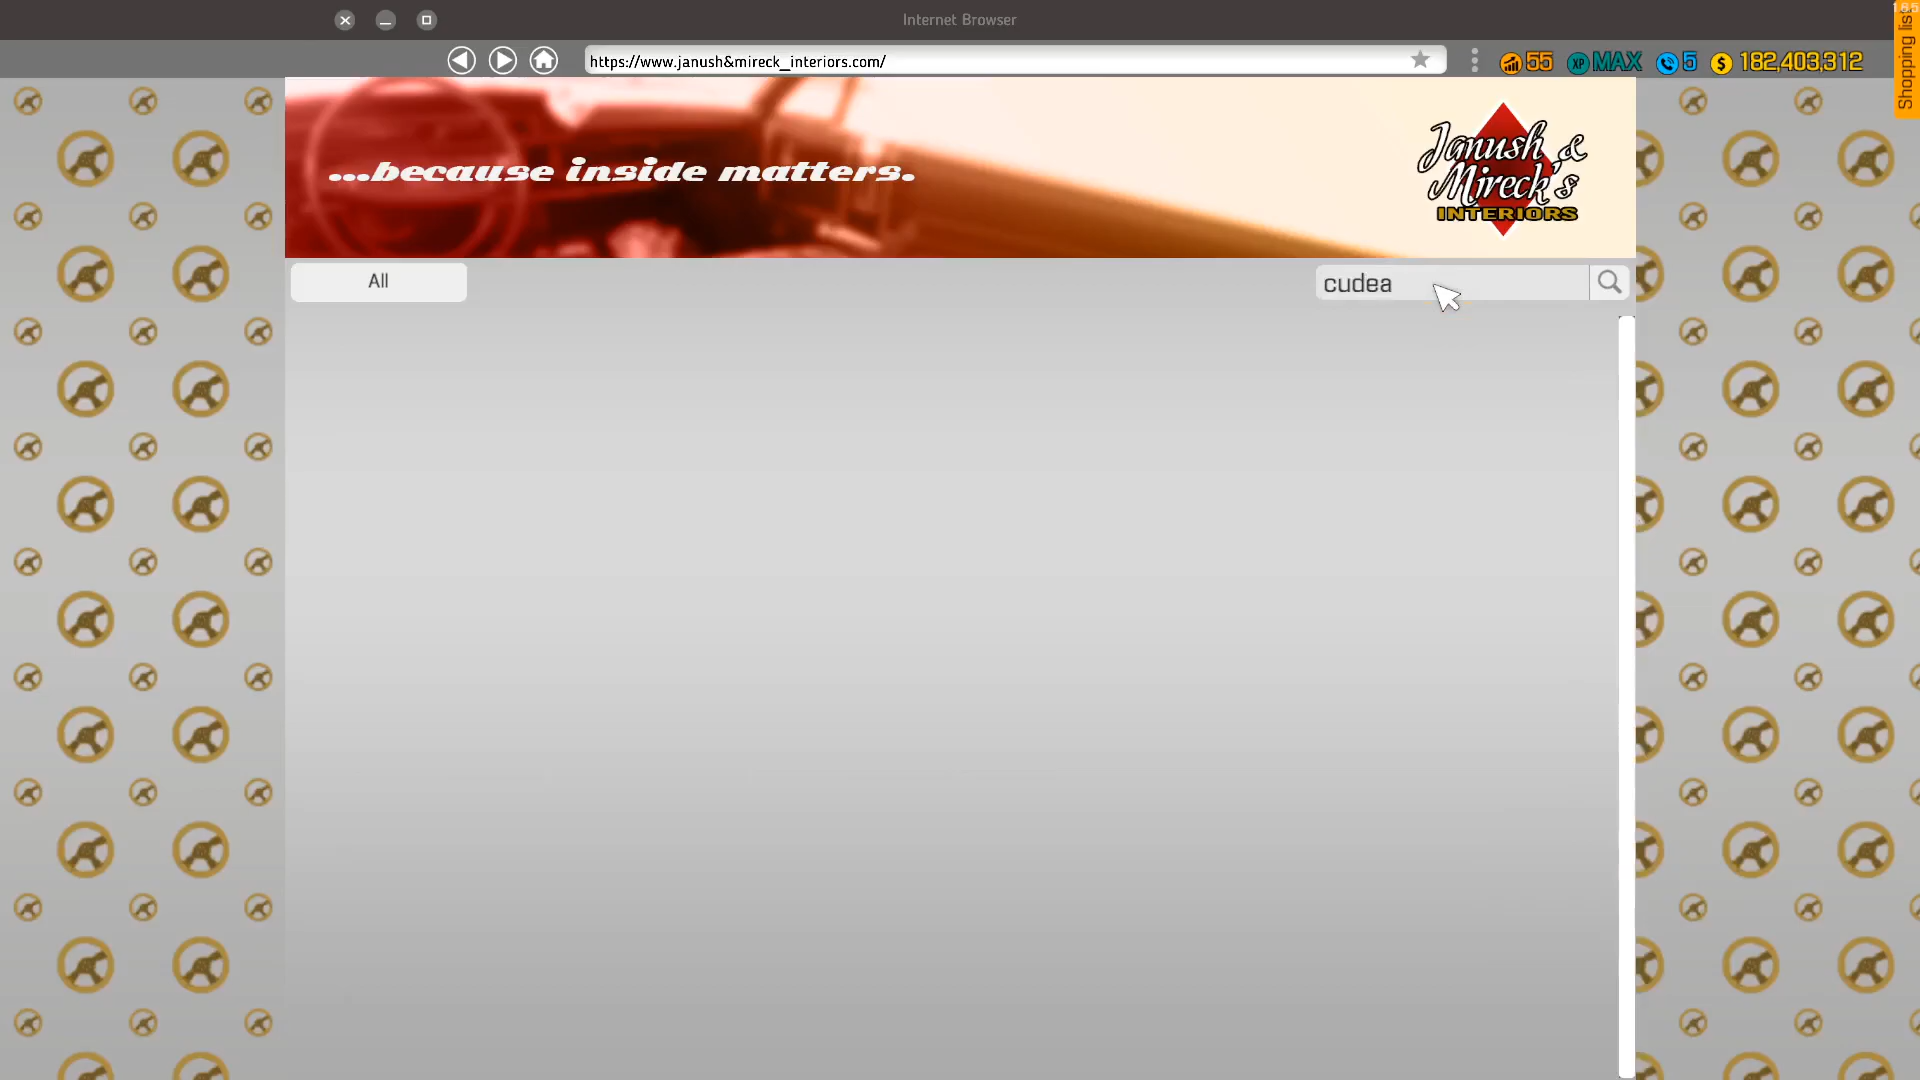 Internet Browser
https://www.janush&mireck_interiors.com/
55
XP MAX
5
$ 182,403,312
Shopping list
...because inside matters.
Janush &
Mireck's
INTERIORS
All
cudea